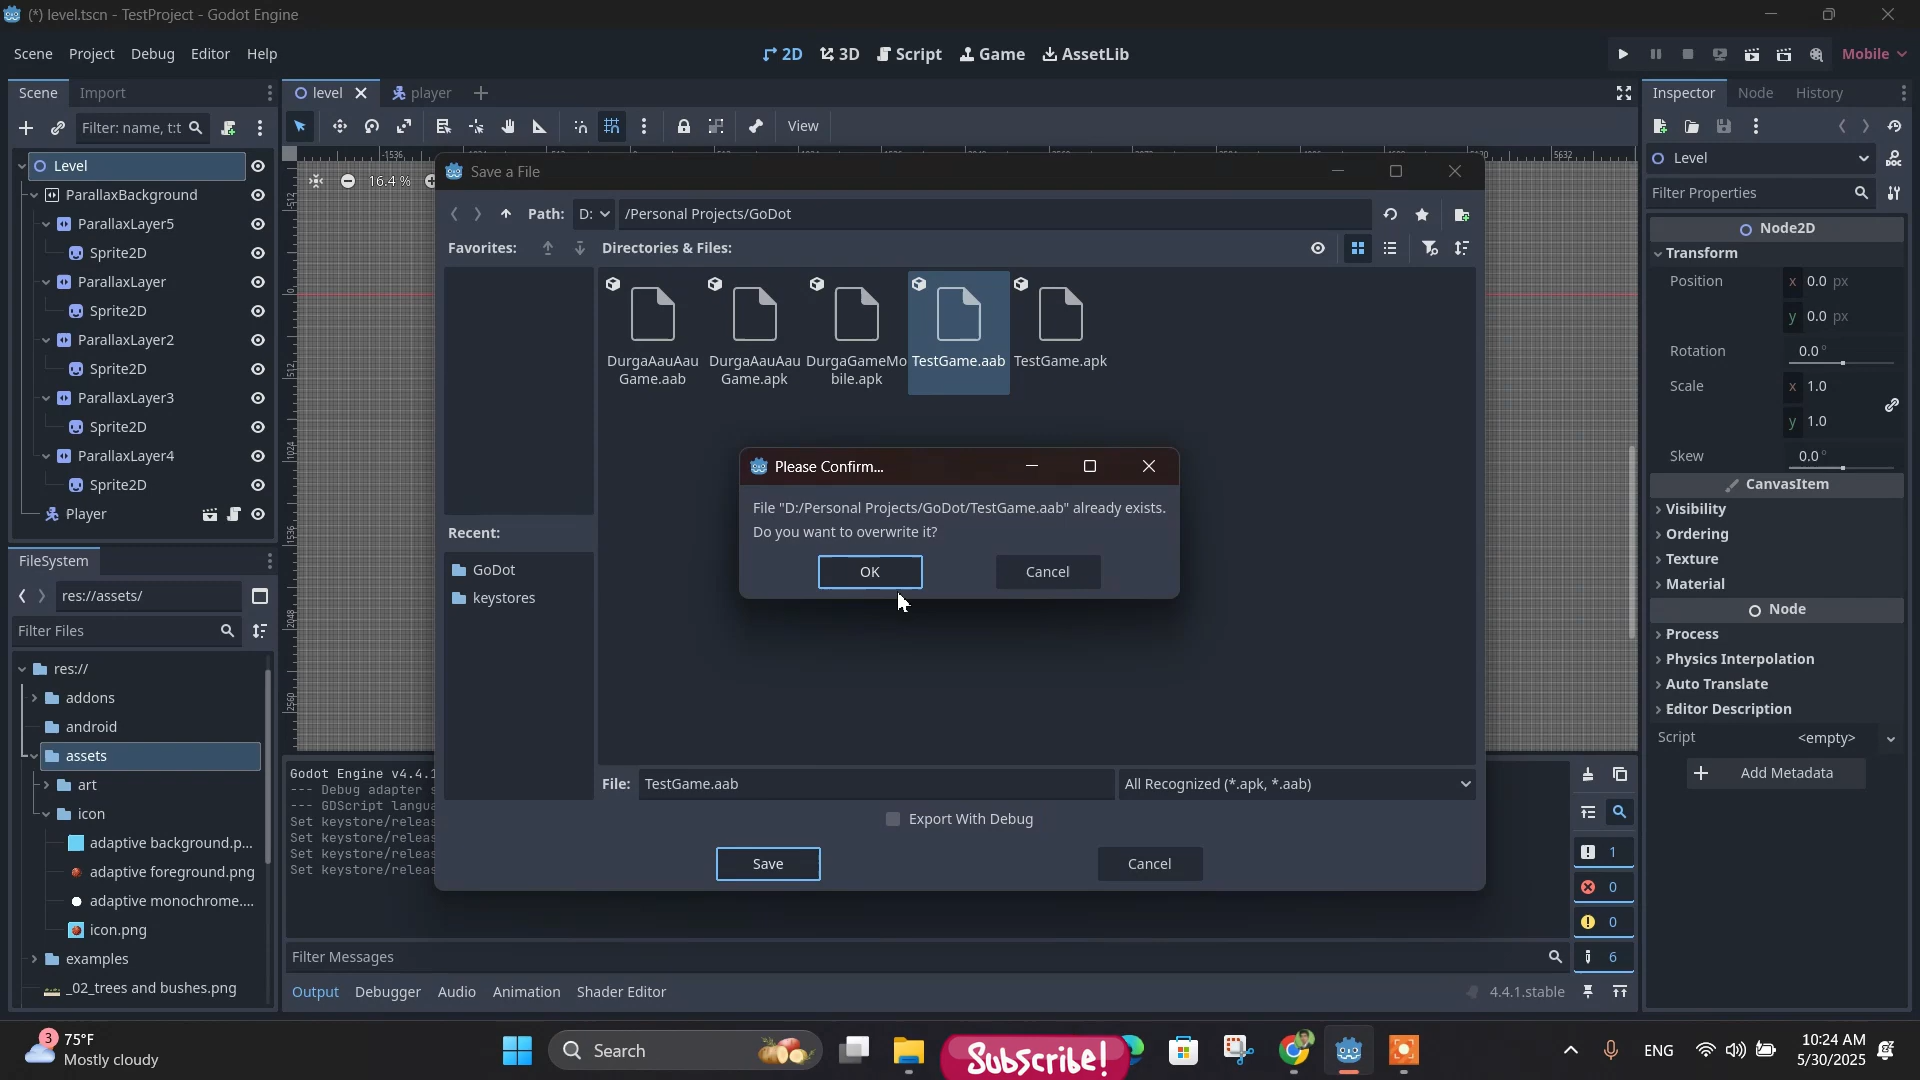 (*) level.tscn - TestProject - Godot Engine
Scene Project Debug Editor Help
2D 3D Script Game AssetLib
Mobile
Scene Import
level player
Inspector Node History
Filter: name, t:t
View
Level
Filter Properties
Level
ParallaxBackground
ParallaxLayer5
Sprite2D
ParallaxLayer
Sprite2D
ParallaxLayer2
Sprite2D
ParallaxLayer3
Sprite2D
ParallaxLayer4
Sprite2D
Player
16.4 %
-1536
5632
-512
0
512
1024
1536
2048
2560
Save a File
Path: D: /Personal Projects/GoDot
Favorites: Directories & Files:
DurgaAauAau
Game.aab
DurgaAauAau
Game.apk
DurgaGameMo
bile.apk
TestGame.aab
TestGame.apk
Recent:
GoDot
keystores
Please Confirm...
File "D:/Personal Projects/GoDot/TestGame.aab" already exists.
Do you want to overwrite it?
OK Cancel
File: TestGame.aab All Recognized (*.apk, *.aab)
Export With Debug
Save Cancel
Node2D
Transform
Position x 0.0 px
y 0.0 px
Rotation 0.0 °
Scale x 1.0
y 1.0
Skew 0.0 °
CanvasItem
Visibility
Ordering
Texture
Material
Node
Process
Physics Interpolation
Auto Translate
Editor Description
Script <empty>
Add Metadata
FileSystem
res://assets/
Filter Files
res://
addons
android
assets
art
icon
adaptive background.p...
adaptive foreground.png
adaptive monochrome....
icon.png
examples
_02_trees and bushes.png
Godot Engine v4.4.1
--- Debug adapter s
--- GDScript langua
Set keystore/releas
Set keystore/releas
Set keystore/releas
Set keystore/releas
1
0
0
6
Filter Messages
Output Debugger Audio Animation Shader Editor
4.4.1.stable
3
75°F
Mostly cloudy
Search
Subscribe!
ENG
10:24 AM
5/30/2025